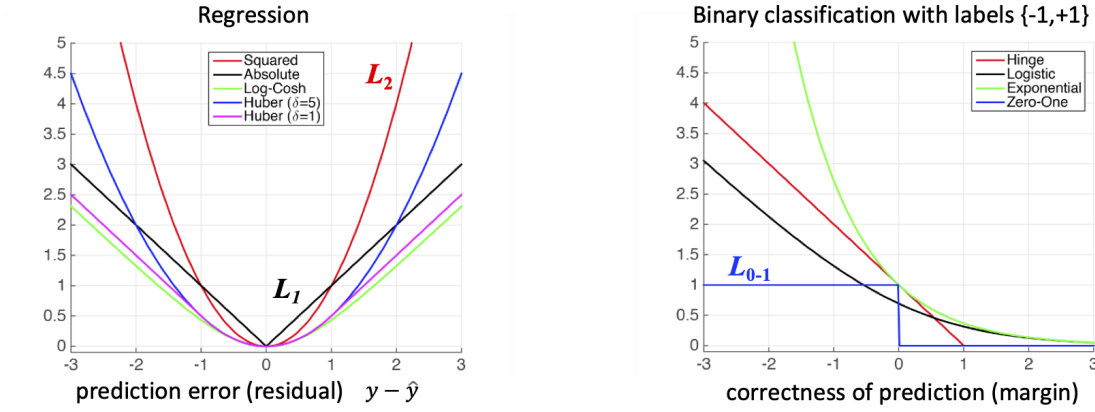 Regression
5
4.5
4
3.5
3
2.5
2
1.5
1
0.5
0
-3 -2 -1 0 1 2 3
Squared
Absolute
Log-Cosh
Huber (δ=5)
Huber (δ=1)
L₂
L₁
prediction error (residual) y − ŷ
Binary classification with labels {-1,+1}
5
4.5
4
3.5
3
2.5
2
1.5
1
0.5
0
-3 -2 -1 0 1 2 3
Hinge
Logistic
Exponential
Zero-One
L₀₋₁
correctness of prediction (margin)